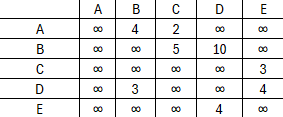 A B C D E
A ∞ 4 2 ∞ ∞
B ∞ ∞ 5 10 ∞
C ∞ ∞ ∞ ∞ 3
D ∞ 3 ∞ ∞ 4
E ∞ ∞ ∞ 4 ∞